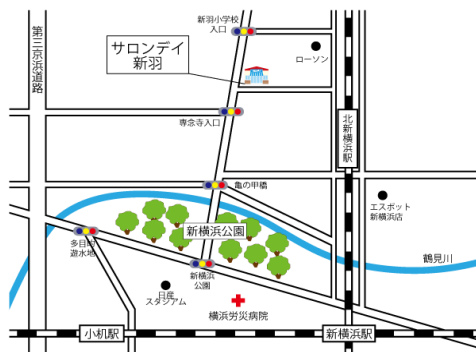 新羽小学校
入口
第三京浜道路
サロンデイ
新羽
ローソン
専念寺入口
北新横浜駅
亀の甲橋
エスポット
新横浜店
新横浜公園
多目的
遊水地
鶴見川
新横浜
公園
日産
スタジアム
横浜労災病院
小机駅
新横浜駅